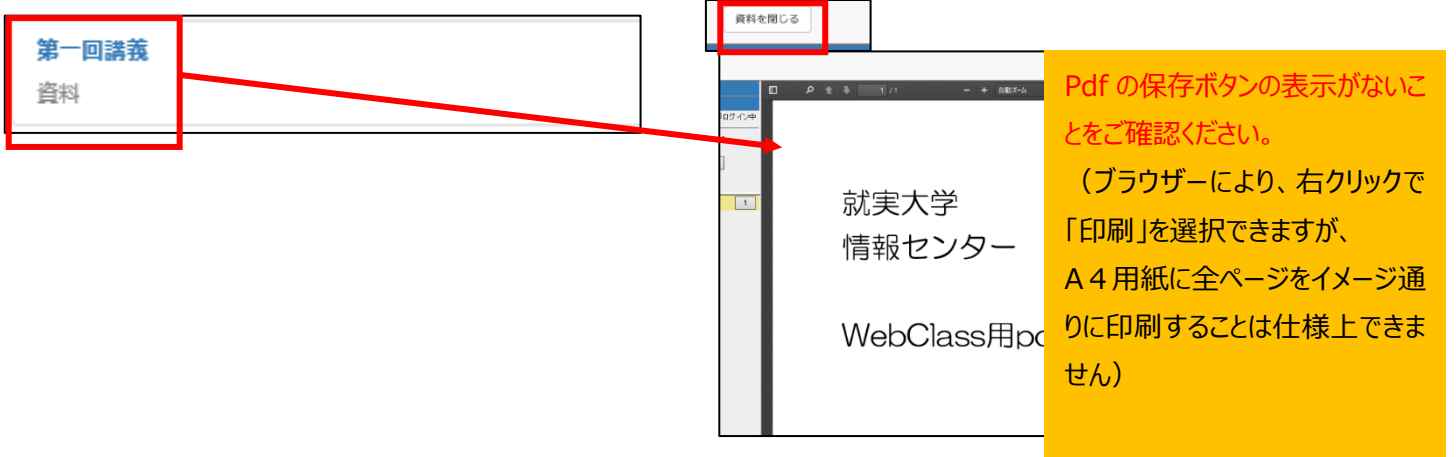 第一回講義
資料
資料を閉じる
1 / 1
− + 自動ズーム
ログイン中
1
就実大学
情報センター
WebClass用
Pdf の保存ボタンの表示がないこ
とをご確認ください。
（ブラウザーにより、右クリックで
「印刷」を選択できますが、
A４用紙に全ページをイメージ通
りに印刷することは仕様上できま
せん）